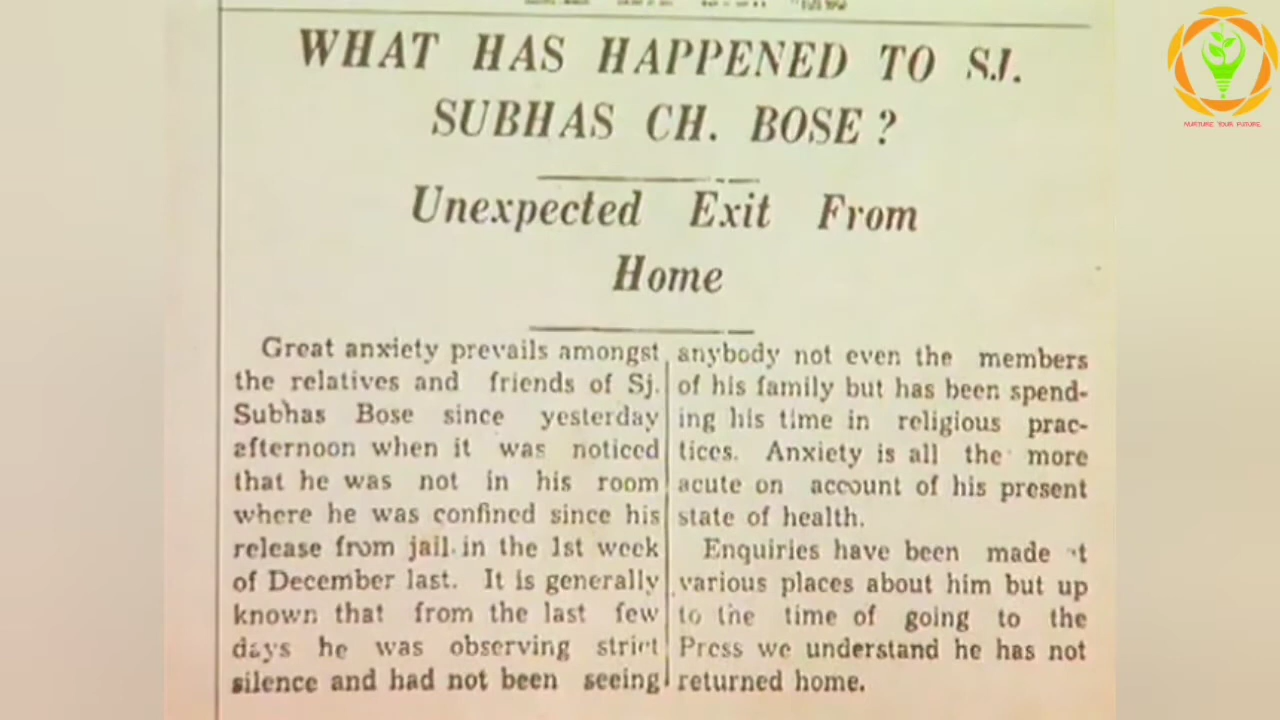 WHAT HAS HAPPENED TO SJ.
SUBHAS CH. BOSE ?
Unexpected Exit From
Home
Great anxiety prevails amongst
the relatives and friends of Sj.
Subhas Bose since yesterday
afternoon when it was noticed
that he was not in his room
where he was confined since his
release from jail in the 1st week
of December last. It is generally
known that from the last few
days he was observing strict
silence and had not been seeing
anybody not even the members
of his family but has been spend-
ing his time in religious prac-
tices. Anxiety is all the more
acute on account of his present
state of health.
Enquiries have been made t
various places about him but up
to the time of going to the
Press we understand he has not
returned home.
NURTURE YOUR FUTURE